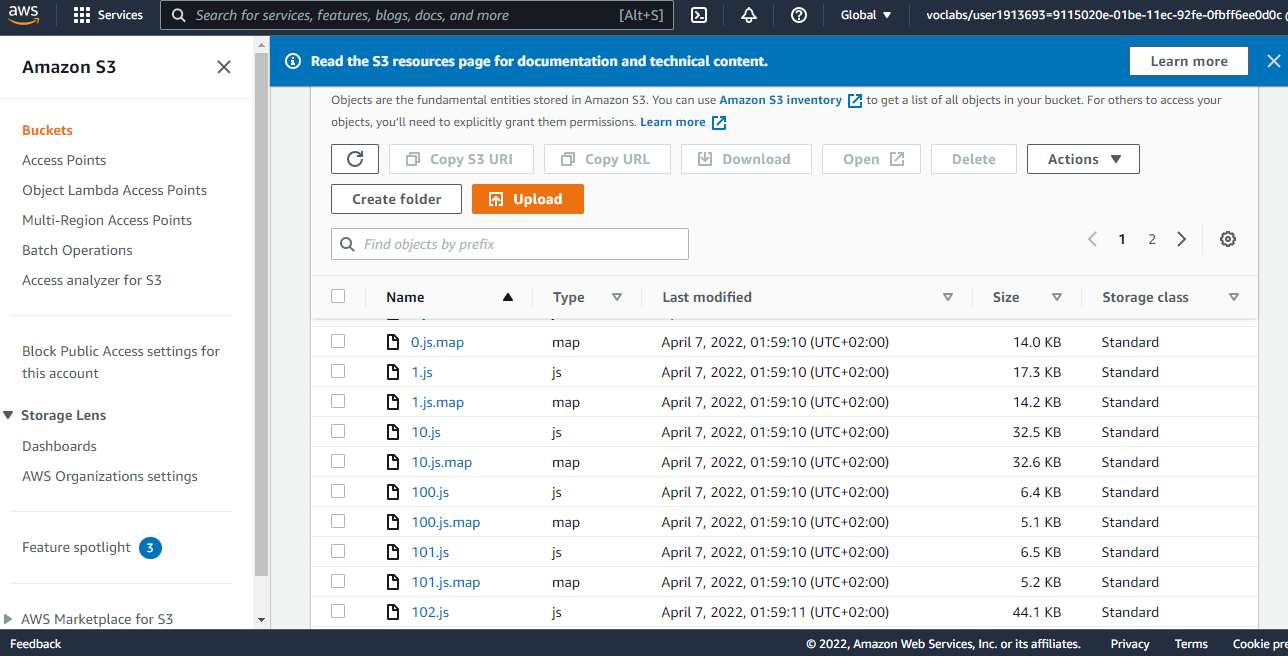 aws
Services
Search for services, features, blogs, docs, and more
[Alt+S]
Global
voclabs/user1913693=9115020e-01be-11ec-92fe-0fbff6ee0d0c
Amazon S3
Buckets
Access Points
Object Lambda Access Points
Multi-Region Access Points
Batch Operations
Access analyzer for S3
Block Public Access settings for
this account
Storage Lens
Dashboards
AWS Organizations settings
Feature spotlight 3
AWS Marketplace for S3
Read the S3 resources page for documentation and technical content.
Learn more
Objects are the fundamental entities stored in Amazon S3. You can use Amazon S3 inventory to get a list of all objects in your bucket. For others to access your
objects, you'll need to explicitly grant them permissions. Learn more
Copy S3 URI Copy URL Download Open Delete Actions
Create folder Upload
Find objects by prefix
1 2
Name Type Last modified Size Storage class
0.js.map map April 7, 2022, 01:59:10 (UTC+02:00) 14.0 KB Standard
1.js js April 7, 2022, 01:59:10 (UTC+02:00) 17.3 KB Standard
1.js.map map April 7, 2022, 01:59:10 (UTC+02:00) 14.2 KB Standard
10.js js April 7, 2022, 01:59:10 (UTC+02:00) 32.5 KB Standard
10.js.map map April 7, 2022, 01:59:10 (UTC+02:00) 32.6 KB Standard
100.js js April 7, 2022, 01:59:10 (UTC+02:00) 6.4 KB Standard
100.js.map map April 7, 2022, 01:59:10 (UTC+02:00) 5.1 KB Standard
101.js js April 7, 2022, 01:59:10 (UTC+02:00) 6.5 KB Standard
101.js.map map April 7, 2022, 01:59:10 (UTC+02:00) 5.2 KB Standard
102.js js April 7, 2022, 01:59:11 (UTC+02:00) 44.1 KB Standard
Feedback
© 2022, Amazon Web Services, Inc. or its affiliates.
Privacy
Terms
Cookie pre